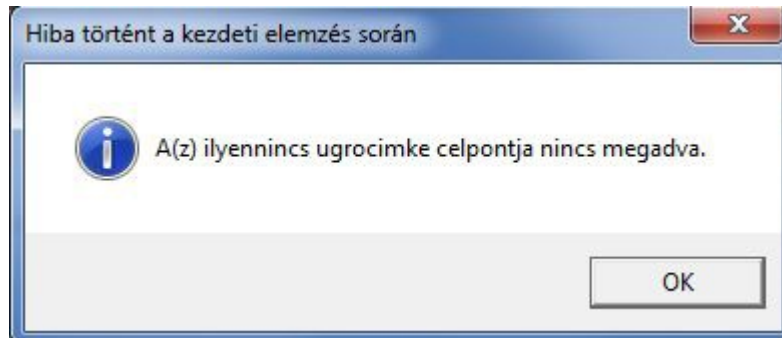 Hiba történt a kezdeti elemzés során
A(z) ilyennincs ugrocimke celpontja nincs megadva.
OK